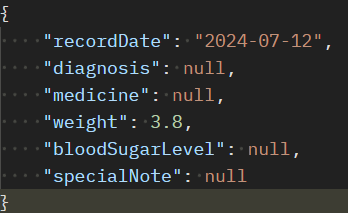 {
    "recordDate": "2024-07-12",
    "diagnosis": null,
    "medicine": null,
    "weight": 3.8,
    "bloodSugarLevel": null,
    "specialNote": null
}